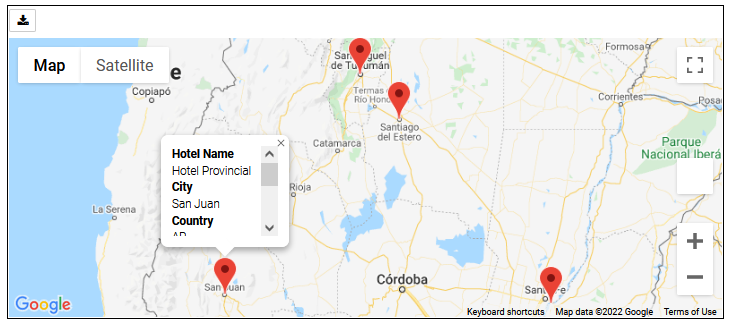 Map
Satellite
e
Copiapó
San Miguel
de Tucumán
Formosa
Termas
Río Hondo
Corrientes
Santiago
del Estero
Catamarca
Parque
Nacional Iberá
Hotel Name
Hotel Provincial
City
San Juan
Country
AR
Rioja
La Serena
Córdoba
San Juan
Santa Fe
Google
Keyboard shortcuts
Map data ©2022 Google
Terms of Use